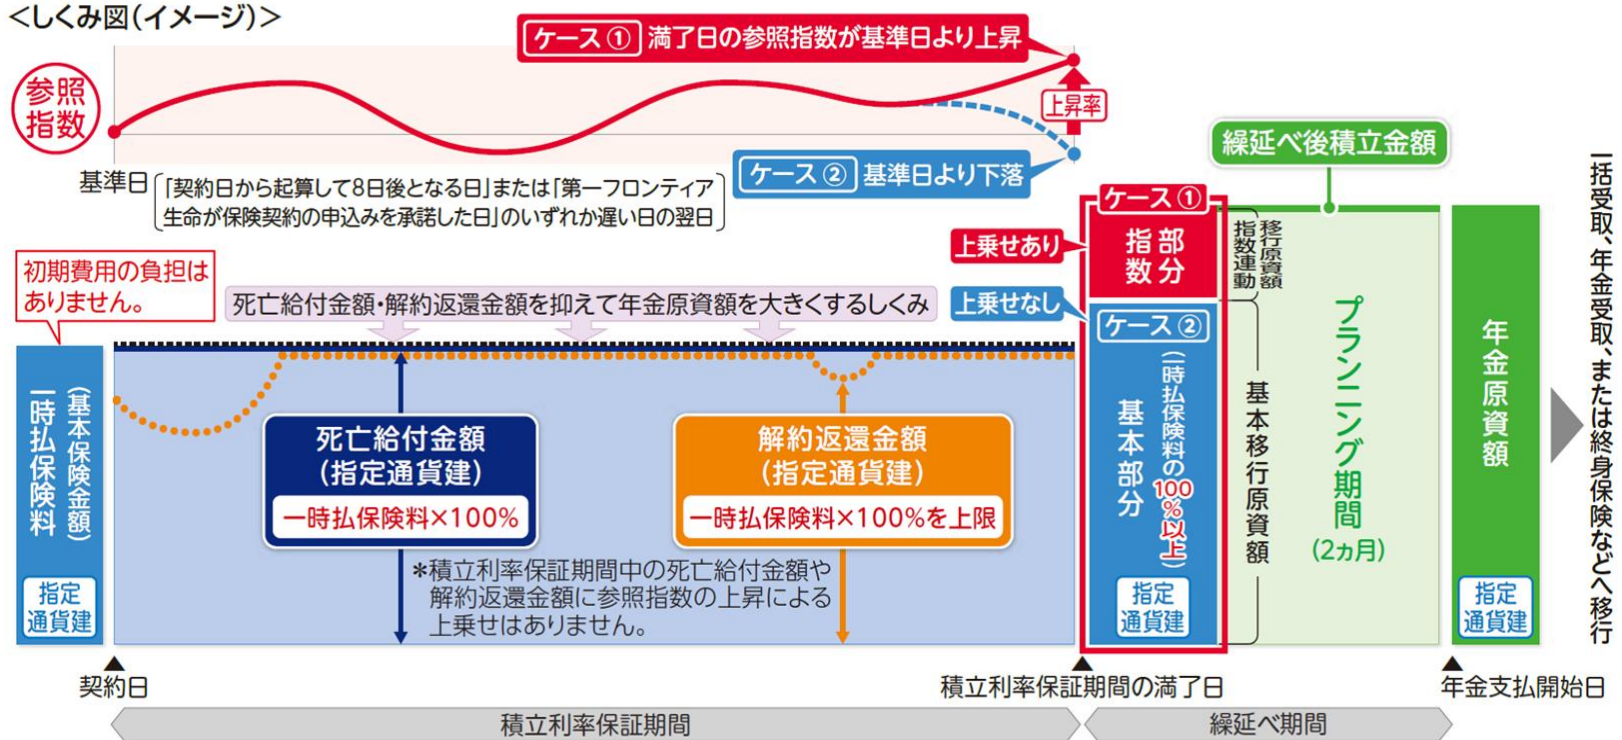 <しくみ図(イメージ)>
ケース① 満了日の参照指数が基準日より上昇
参照
指数
上昇率
ケース② 基準日より下落
基準日
「契約日から起算して8日後となる日」または「第一フロンティア
生命が保険契約の申込みを承諾した日」のいずれか遅い日の翌日
繰延べ後積立金額
初期費用の負担は
ありません。
死亡給付金額・解約返還金額を抑えて年金原資額を大きくするしくみ
上乗せあり
上乗せなし
ケース①
指数
部分
ケース②
基本部分
(一時払保険料の100%以上)
指定
通貨建
指数連動
移行原資額
基本移行原資額
プランニング期間
(2ヵ月)
年金原資額
指定
通貨建
一括受取、年金受取、または終身保険などへ移行
一時払保険料
(基本保険金額)
指定
通貨建
死亡給付金額
(指定通貨建)
一時払保険料×100%
解約返還金額
(指定通貨建)
一時払保険料×100%を上限
*積立利率保証期間中の死亡給付金額や
解約返還金額に参照指数の上昇による
上乗せはありません。
契約日
積立利率保証期間の満了日
年金支払開始日
積立利率保証期間
繰延べ期間